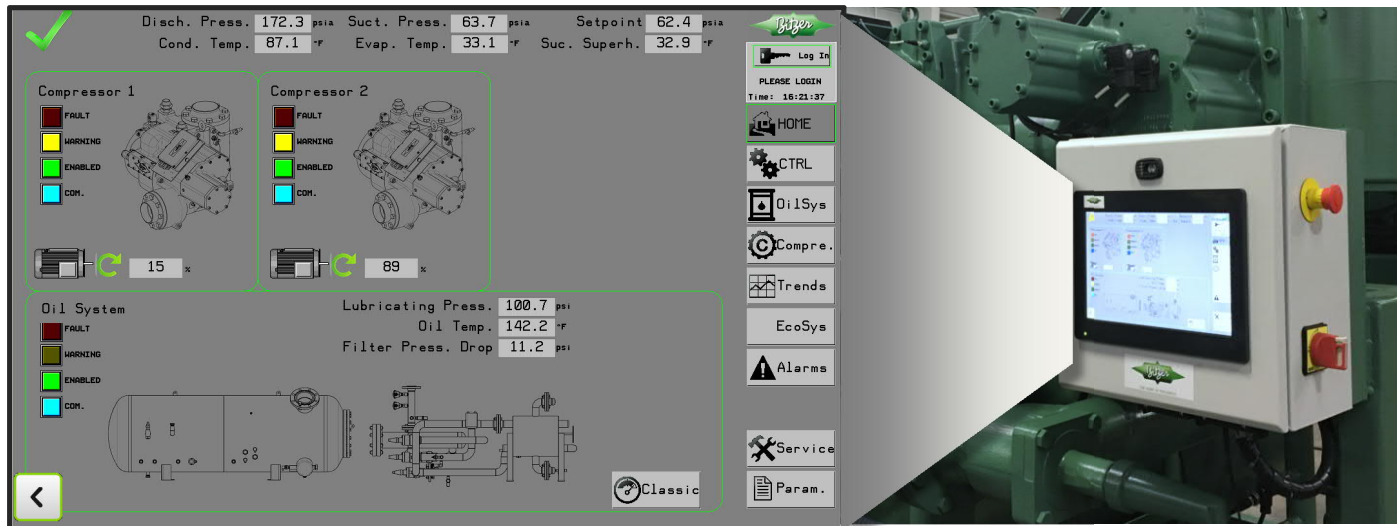 Disch. Press. 172.3 psia Suct. Press. 63.7 psia Setpoint 62.4 psia
Cond. Temp. 87.1 °F Evap. Temp. 33.1 °F Suc. Superh. 32.9 °F
Bitzer
Log In
PLEASE LOGIN
Time: 16:21:37
HOME
CTRL
OilSys
Compre.
Trends
EcoSys
Alarms
Service
Param.
Compressor 1
FAULT
WARNING
ENABLED
COM.
15 %
Compressor 2
FAULT
WARNING
ENABLED
COM.
89 %
Oil System
FAULT
WARNING
ENABLED
COM.
Lubricating Press. 100.7 psi
Oil Temp. 142.2 °F
Filter Press. Drop 11.2 psi
Classic
Bitzer